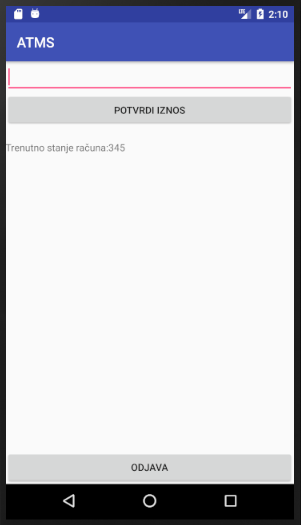 2:10
ATMS
POTVRDI IZNOS
Trenutno stanje računa:345
ODJAVA